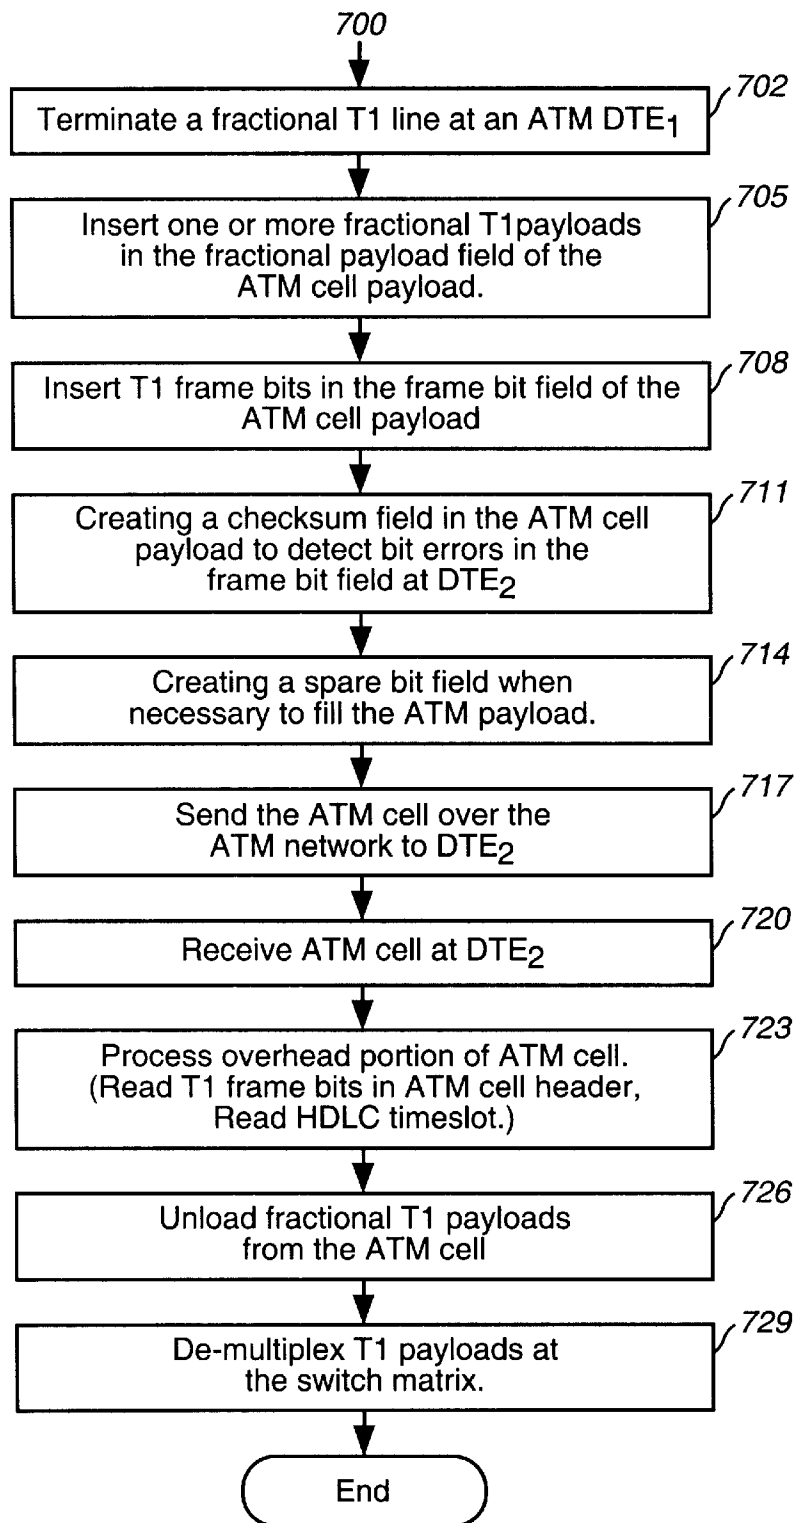 700
702
Terminate a fractional T1 line at an ATM DTE1
705
Insert one or more fractional T1payloads
in the fractional payload field of the
ATM cell payload.
708
Insert T1 frame bits in the frame bit field of the
ATM cell payload
711
Creating a checksum field in the ATM cell
payload to detect bit errors in the
frame bit field at DTE2
714
Creating a spare bit field when
necessary to fill the ATM payload.
717
Send the ATM cell over the
ATM network to DTE2
720
Receive ATM cell at DTE2
723
Process overhead portion of ATM cell.
(Read T1 frame bits in ATM cell header,
Read HDLC timeslot.)
726
Unload fractional T1 payloads
from the ATM cell
729
De-multiplex T1 payloads at
the switch matrix.
End